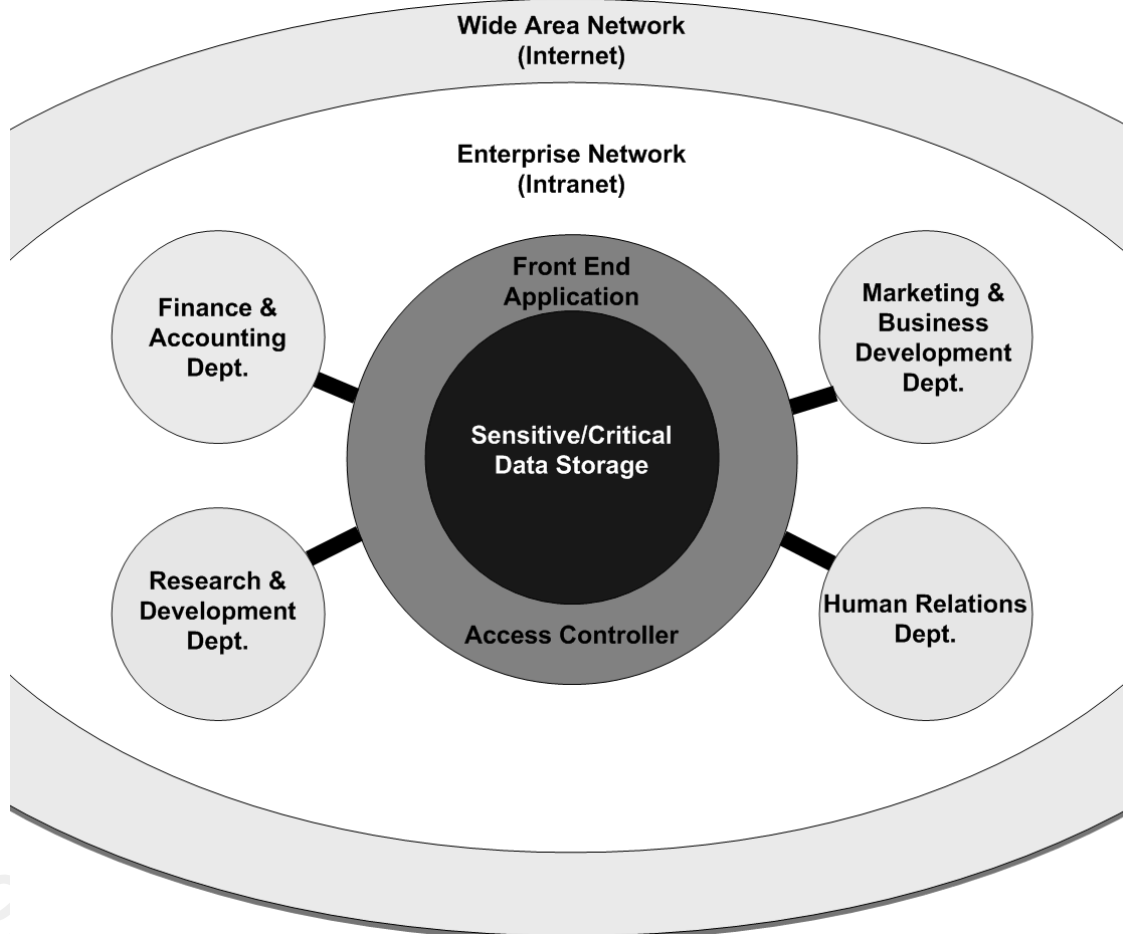 Wide Area Network
(Internet)
Enterprise Network
(Intranet)
Front End
Application
Finance &
Accounting
Dept.
Marketing &
Business
Development
Dept.
Sensitive/Critical
Data Storage
Research &
Development
Dept.
Human Relations
Dept.
Access Controller